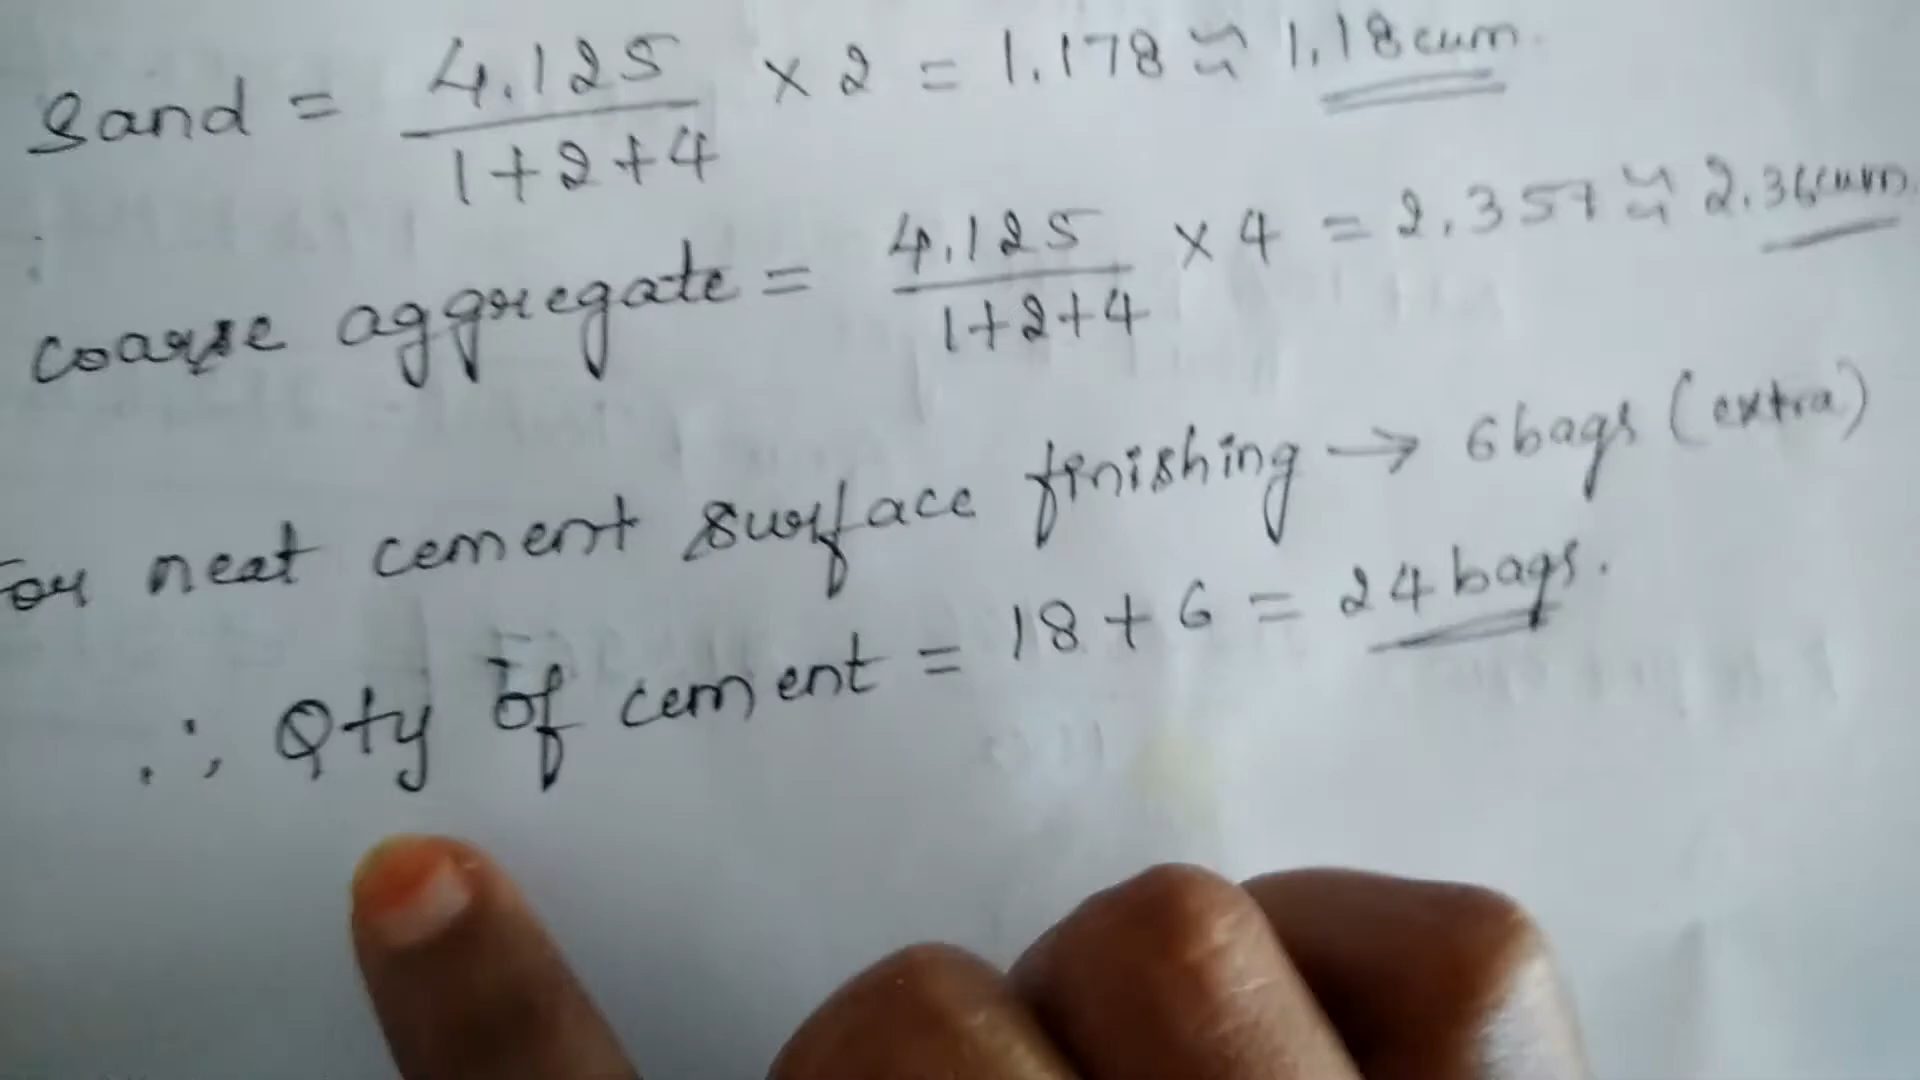 Sand = 4.125 / 1+2+4 × 2 = 1.178 ≈ 1.18 cum.
coarse aggregate = 4.125 / 1+2+4 × 4 = 2.357 ≈ 2.36 cum.
For neat cement surface finishing → 6 bags (extra)
∴ Qty of cement = 18 + 6 = 24 bags.